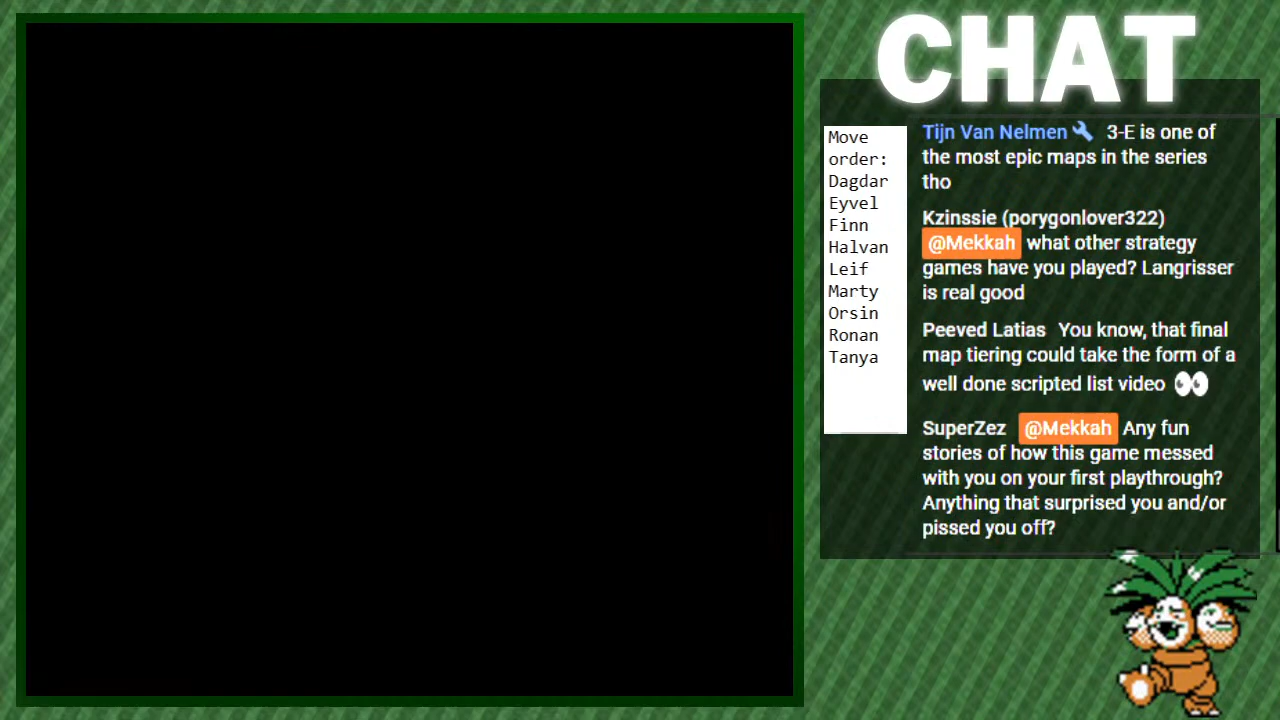 CHAT
Move
order:
Dagdar
Eyvel
Finn
Halvan
Leif
Marty
Orsin
Ronan
Tanya
Tijn Van Nelmen 3-E is one of
the most epic maps in the series
tho
Kzinssie (porygonlover322)
@Mekkah what other strategy
games have you played? Langrisser
is real good
Peeved Latias You know, that final
map tiering could take the form of a
well done scripted list video
SuperZez @Mekkah Any fun
stories of how this game messed
with you on your first playthrough?
Anything that surprised you and/or
pissed you off?